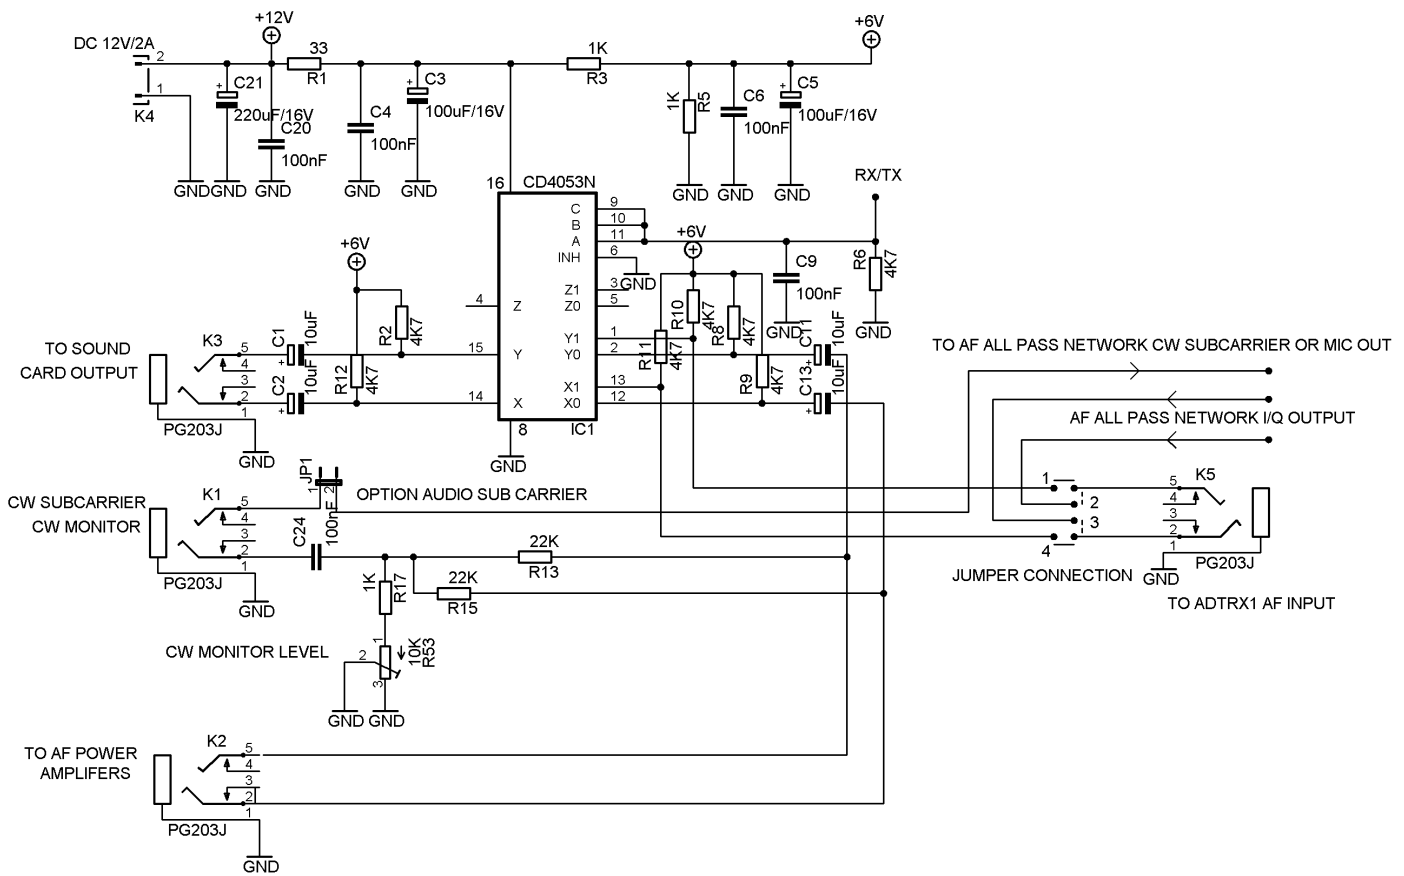 +12V
DC 12V/2A
2
1
K4
33
R1
1K
R3
+6V
C21
220uF/16V
C20
100nF
C4
100nF
C3
100uF/16V
1K
R5
C6
100nF
C5
100uF/16V
GND
GND
GND
GND
GND
GND
GND
GND
RX/TX
16
CD4053N
C
9
B
10
A
11
INH
6
GND
Z1
3
4
Z
Z0
5
Y1
1
15
Y
Y0
2
X1
13
14
X
X0
12
8
IC1
GND
+6V
R2
4K7
R12
4K7
+6V
R10
4K7
R11
4K7
R8
4K7
R9
4K7
C9
100nF
GND
R6
4K7
GND
C11
10uF
C13
10uF
TO SOUND
CARD OUTPUT
K3
5
4
3
2
1
PG203J
GND
C1
10uF
C2
10uF
TO AF ALL PASS NETWORK CW SUBCARRIER OR MIC OUT
AF ALL PASS NETWORK I/Q OUTPUT
JP1
1
2
OPTION AUDIO SUB CARRIER
CW SUBCARRIER
CW MONITOR
K1
5
4
3
2
1
PG203J
GND
C24
100nF
22K
R13
22K
R15
1K
R17
CW MONITOR LEVEL
1
2
3
10K
R53
GND
GND
1
2
3
4
JUMPER CONNECTION
K5
5
4
3
2
1
PG203J
GND
TO ADTRX1 AF INPUT
TO AF POWER
AMPLIFERS
K2
5
4
3
2
1
PG203J
GND